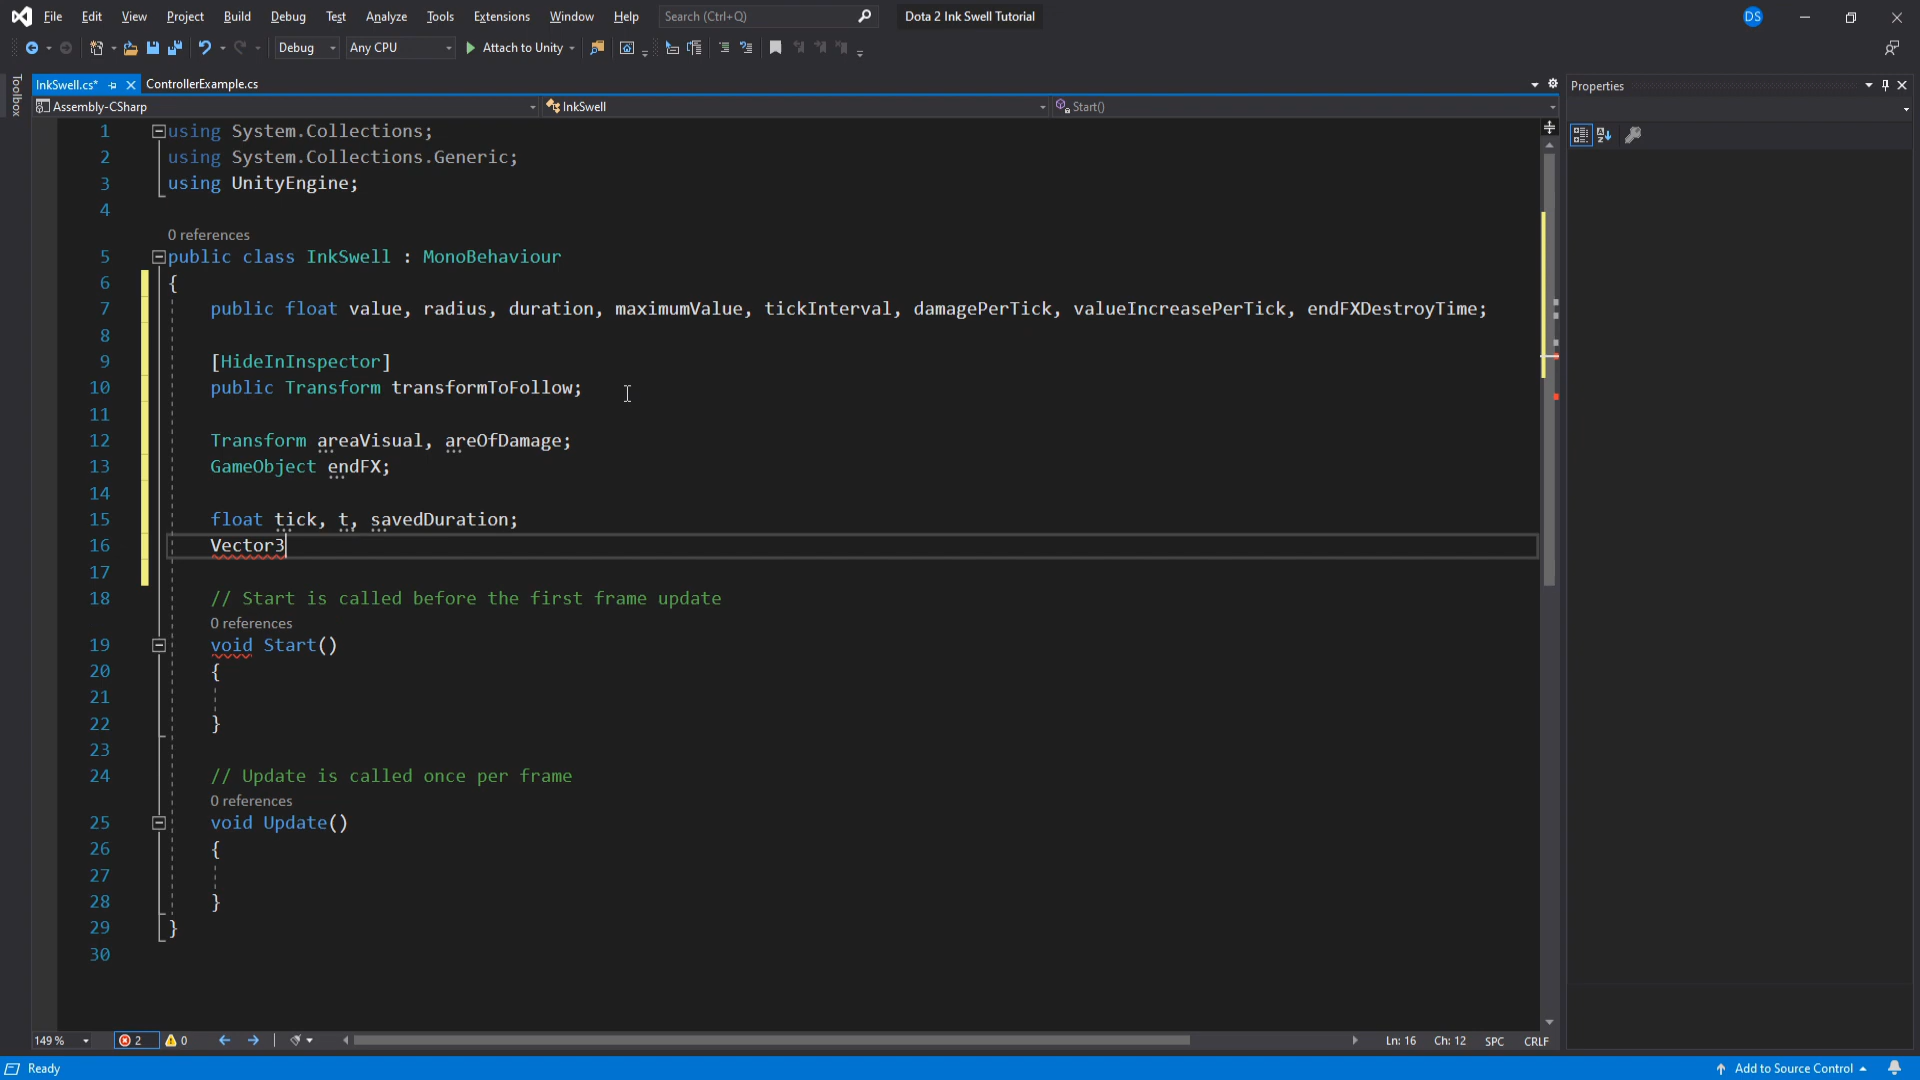 File Edit View Project Build Debug Test Analyze Tools Extensions Window Help Search (Ctrl+Q) Dota 2 Ink Swell Tutorial DS
Debug Any CPU Attach to Unity
Toolbox
InkSwell.cs* ControllerExample.cs
Properties
Assembly-CSharp InkSwell Start()
1 using System.Collections;
2 using System.Collections.Generic;
3 using UnityEngine;
4
0 references
5 public class InkSwell : MonoBehaviour
6 {
7 public float value, radius, duration, maximumValue, tickInterval, damagePerTick, valueIncreasePerTick, endFXDestroyTime;
8
9 [HideInInspector]
10 public Transform transformToFollow;
11
12 Transform areaVisual, areOfDamage;
13 GameObject endFX;
14
15 float tick, t, savedDuration;
16 Vector3
17
18 // Start is called before the first frame update
0 references
19 void Start()
20 {
21
22 }
23
24 // Update is called once per frame
0 references
25 void Update()
26 {
27
28 }
29 }
30
149 % 2 0 Ln: 16 Ch: 12 SPC CRLF
Ready Add to Source Control